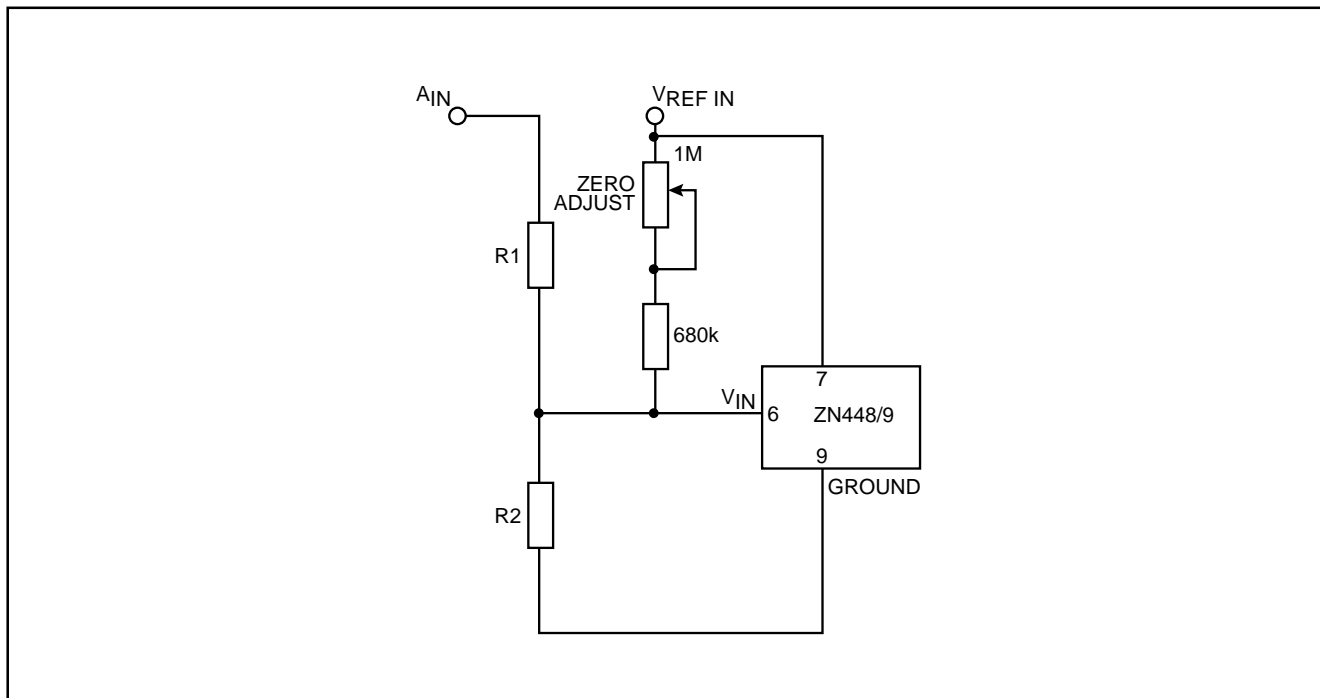 AIN
VREF IN
1M
ZERO
ADJUST
R1
680k
7
VIN
6
ZN448/9
9
GROUND
R2